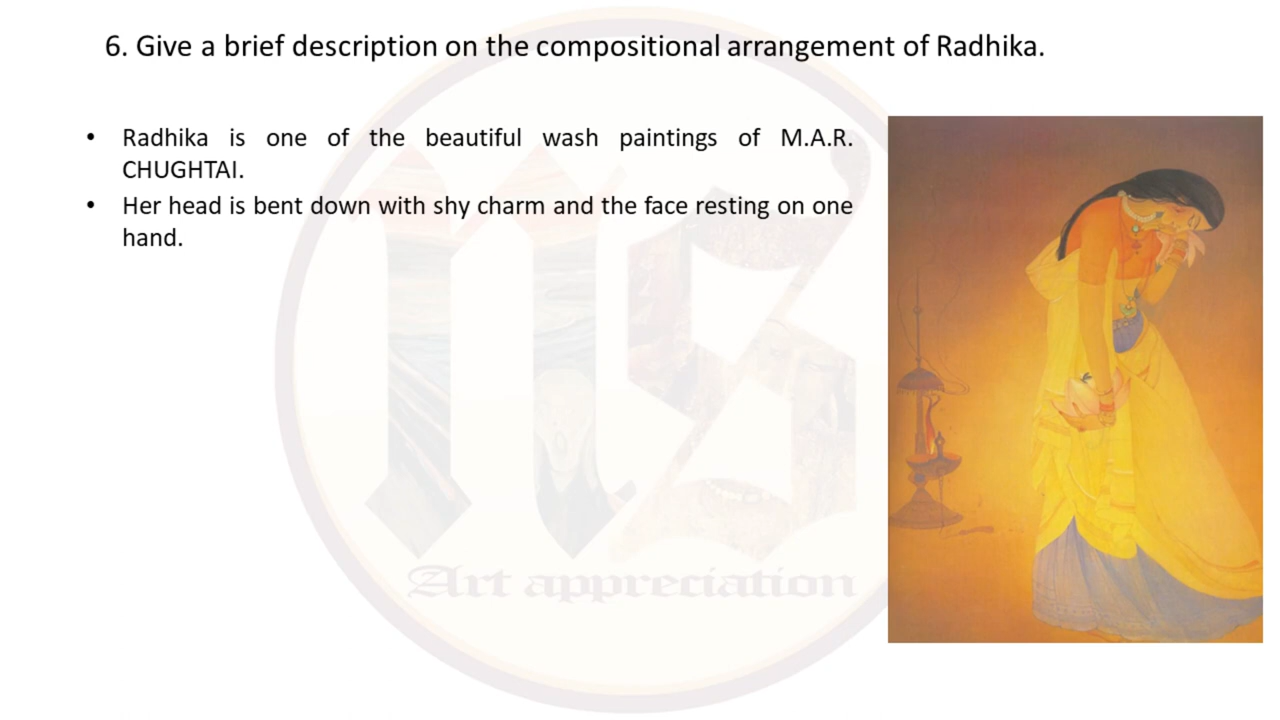 6. Give a brief description on the compositional arrangement of Radhika.
• Radhika is one of the beautiful wash paintings of M.A.R.
CHUGHTAI.
• Her head is bent down with shy charm and the face resting on one
hand.
Art appreciation